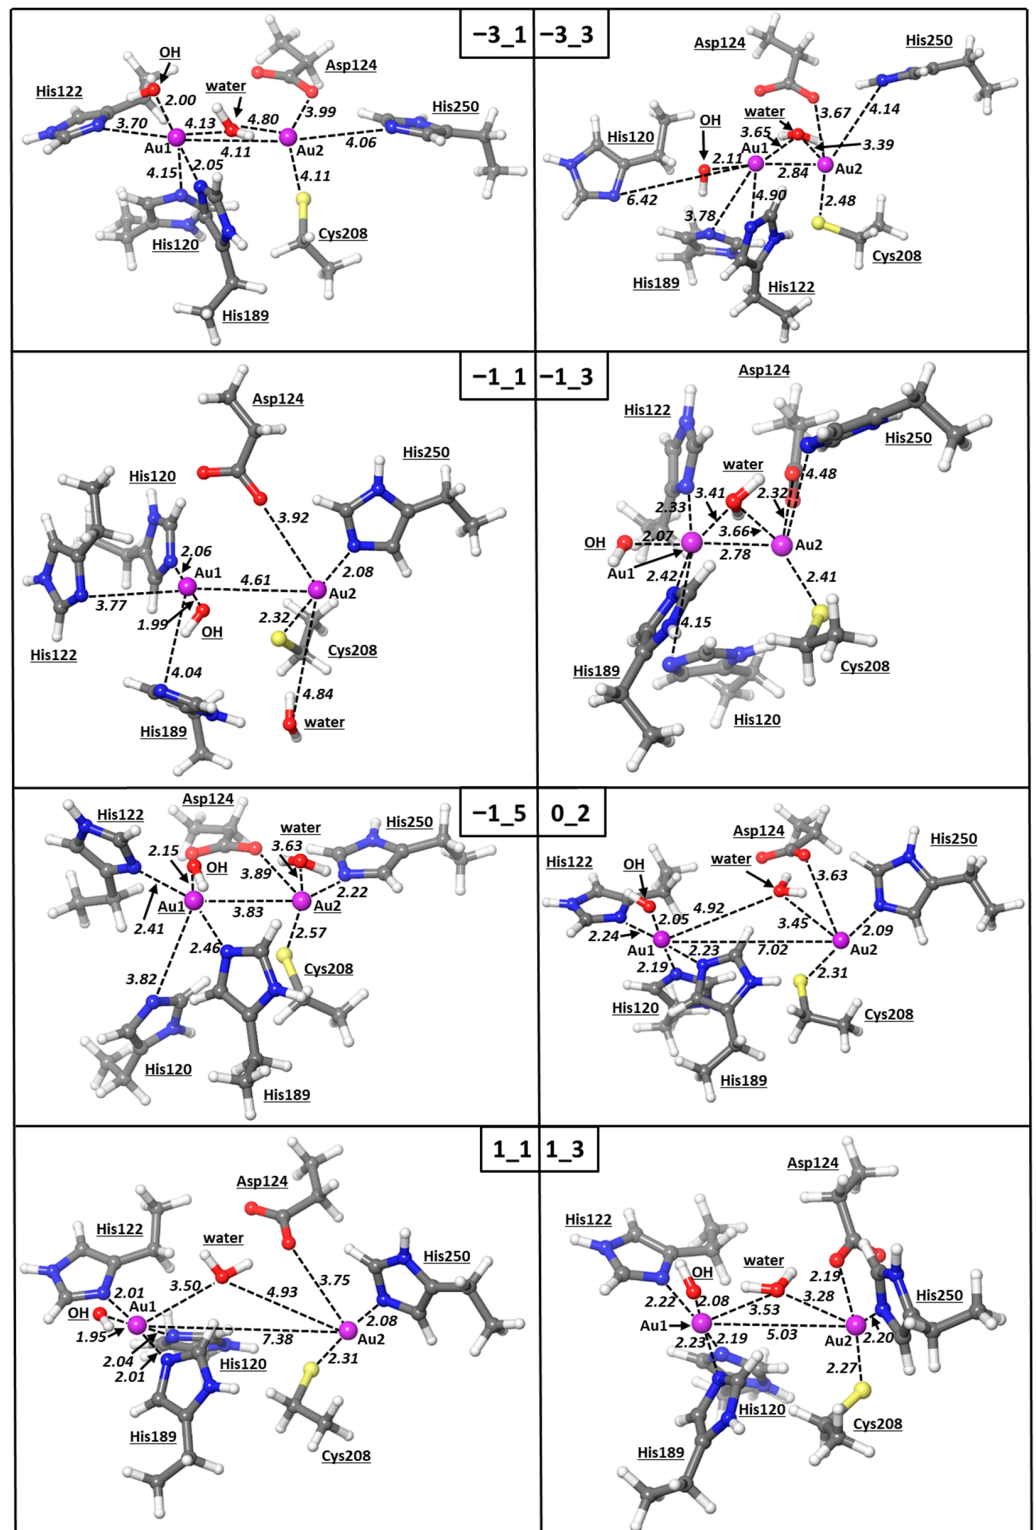 −3_1
OH
Asp124
His122
2.00
water
3.99
His250
3.70
4.13
4.80
Au1
4.11
Au2
4.06
2.05
4.15
4.11
His120
Cys208
His189
−3_3
Asp124
His250
water
3.67
4.14
His120
OH
3.65
Au1
2.11
3.39
2.84
Au2
6.42
4.90
3.78
2.48
Cys208
His189
His122
−1_1
Asp124
His250
His120
3.92
2.06
Au1
2.08
4.61
3.77
Au2
1.99
OH
2.32
His122
Cys208
4.04
4.84
His189
water
−1_3
Asp124
His122
His250
water
3.41
2.32
4.48
2.33
OH
2.07
3.66
Au2
Au1
2.78
2.42
2.41
4.15
His189
Cys208
His120
−1_5
Asp124
His122
water
His250
2.15
OH
3.63
3.89
2.22
Au1
3.83
Au2
2.41
2.46
2.57
Cys208
3.82
His120
His189
0_2
Asp124
His250
His122
OH
water
3.63
4.92
2.05
3.45
2.09
2.24
Au1
2.23
7.02
Au2
2.19
2.31
His120
Cys208
His189
1_1
Asp124
His122
water
His250
3.50
3.75
2.01
Au1
4.93
OH
2.08
1.95
7.38
Au2
2.04
2.31
2.01
His120
His189
Cys208
1_3
Asp124
His122
water
OH
2.19
2.22
2.08
3.28
His250
3.53
Au1
5.03
Au2
2.20
2.23
2.19
2.27
His120
Cys208
His189